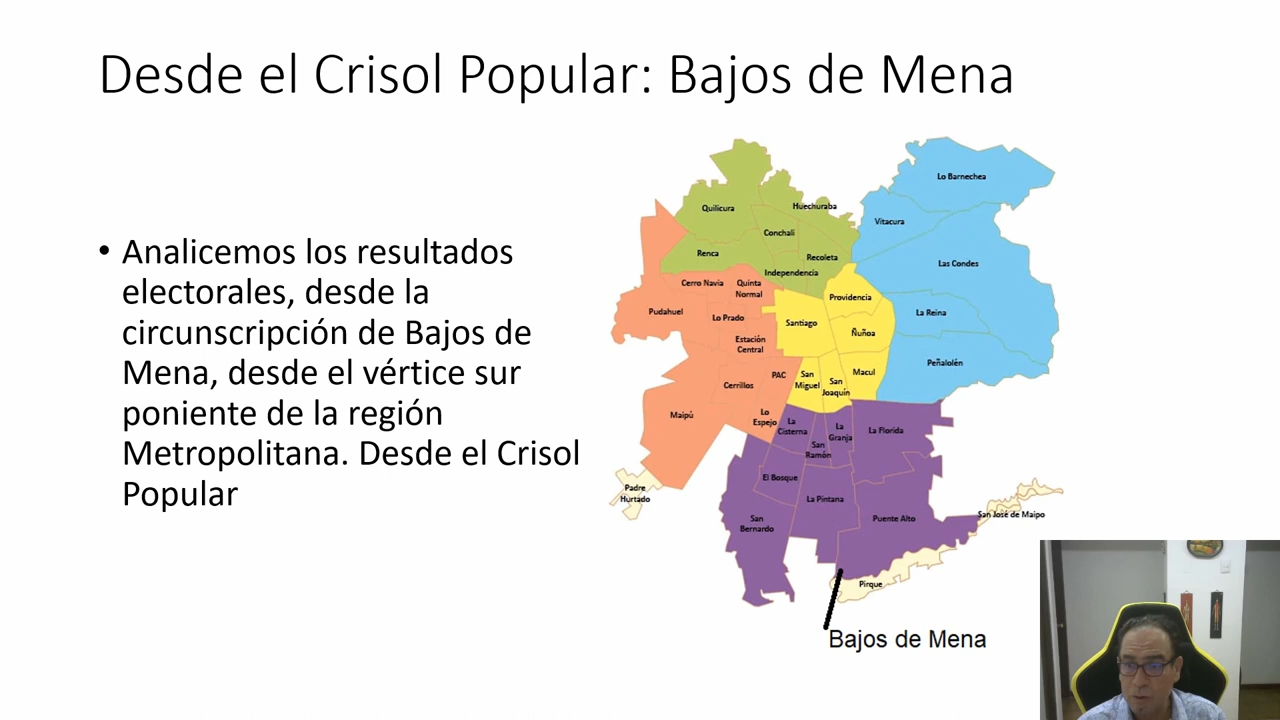 Desde el Crisol Popular: Bajos de Mena
• Analicemos los resultados
electorales, desde la
circunscripción de Bajos de
Mena, desde el vértice sur
poniente de la región
Metropolitana. Desde el Crisol
Popular
Lo Barnechea
Quilicura
Huechuraba
Vitacura
Conchalí
Renca
Recoleta
Las Condes
Independencia
Cerro Navia
Quinta
Normal
Providencia
Pudahuel
Lo Prado
Santiago
La Reina
Ñuñoa
Estación
Central
Peñalolén
PAC
San
Miguel
Macul
Cerrillos
San
Joaquín
Maipú
Lo
Espejo
La
Cisterna
La
Granja
La Florida
San
Ramón
El Bosque
Padre
Hurtado
La Pintana
San
Bernardo
Puente Alto
San José de Maipo
Pirque
Bajos de Mena